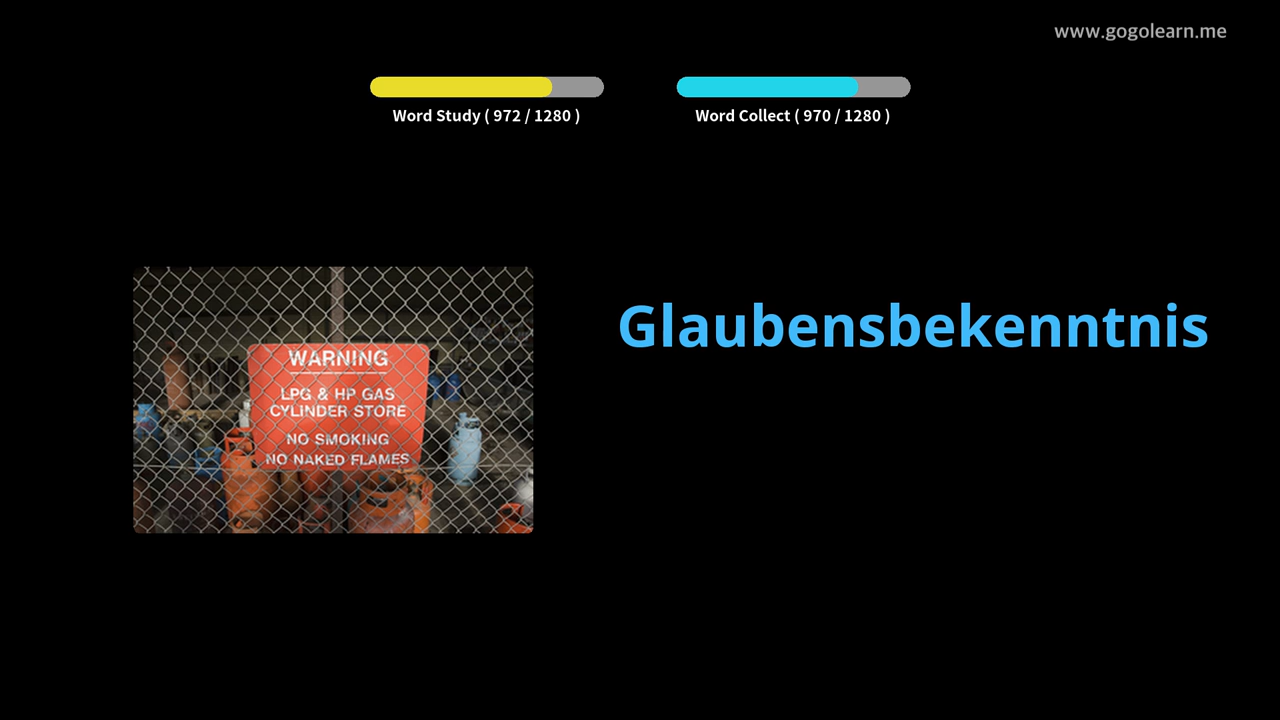 www.gogolearn.me
Word Study ( 972 / 1280 )
Word Collect ( 970 / 1280 )
Glaubensbekenntnis
WARNING
LPG & HP GAS
CYLINDER STORE
NO SMOKING
NO NAKED FLAMES